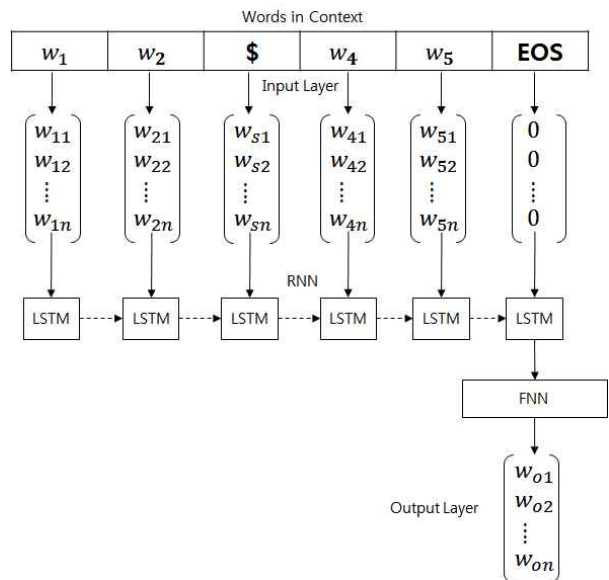 Words in Context
w₁ w₂ $ w₄ w₅ EOS
Input Layer
w₁₁ w₂₁ wₛ₁ w₄₁ w₅₁ 0
w₁₂ w₂₂ wₛ₂ w₄₂ w₅₂ 0
⋮ ⋮ ⋮ ⋮ ⋮ ⋮
w₁ₙ w₂ₙ wₛₙ w₄ₙ w₅ₙ 0
RNN
LSTM LSTM LSTM LSTM LSTM LSTM
FNN
wₒ₁
Output Layer wₒ₂
⋮
wₒₙ